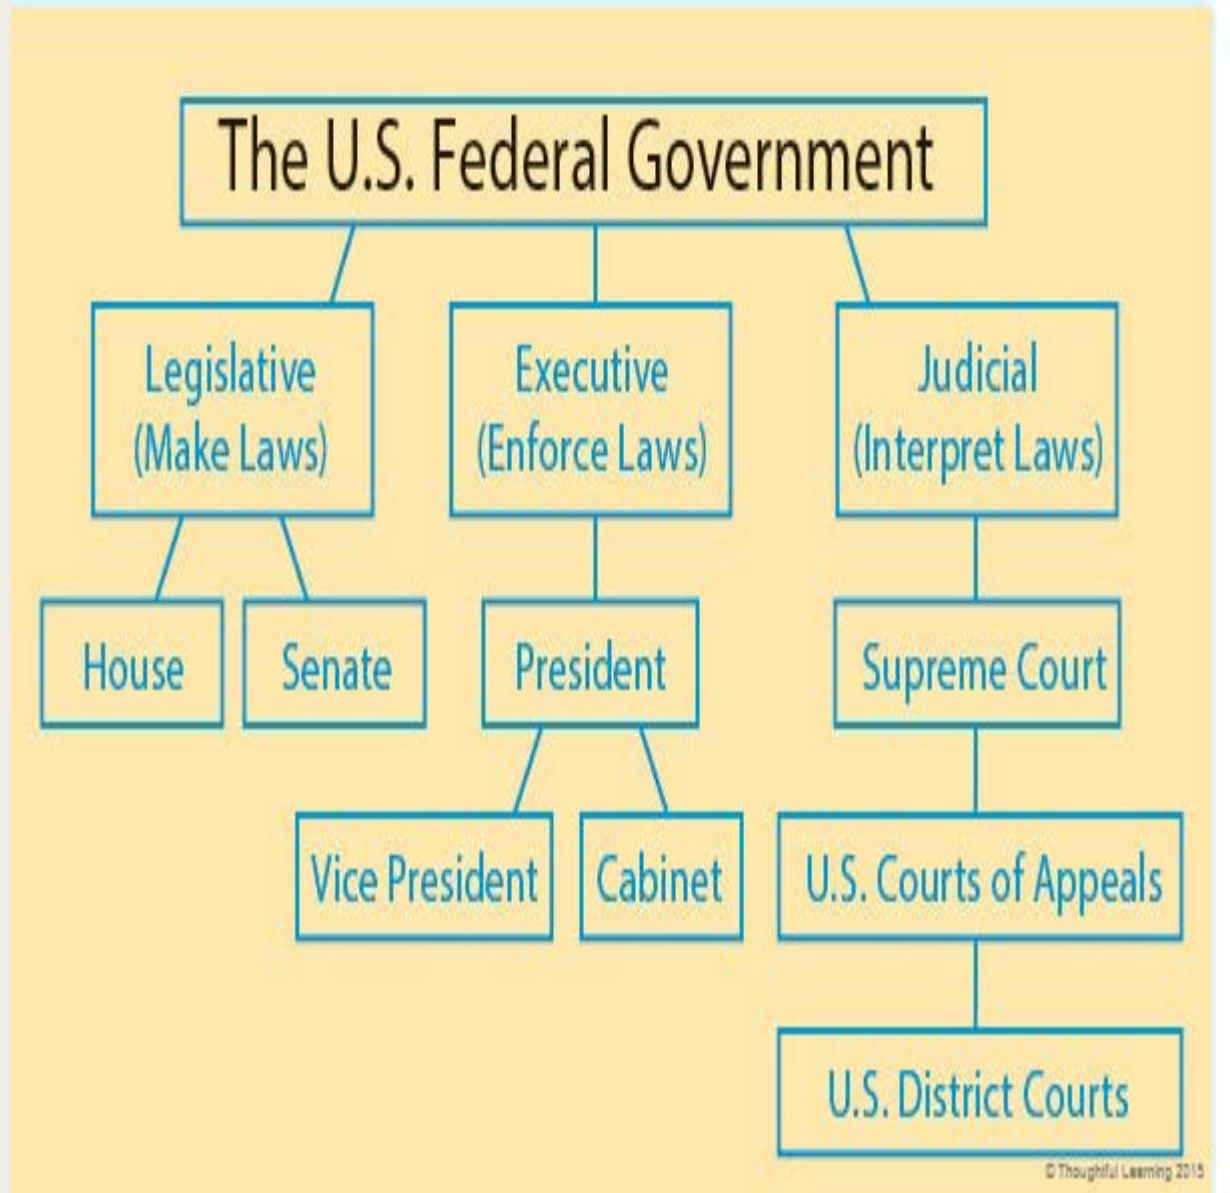 The U.S. Federal Government
Legislative
(Make Laws)
Executive
(Enforce Laws)
Judicial
(Interpret Laws)
House
Senate
President
Supreme Court
Vice President
Cabinet
U.S. Courts of Appeals
U.S. District Courts
© Thoughtful Learning 2015